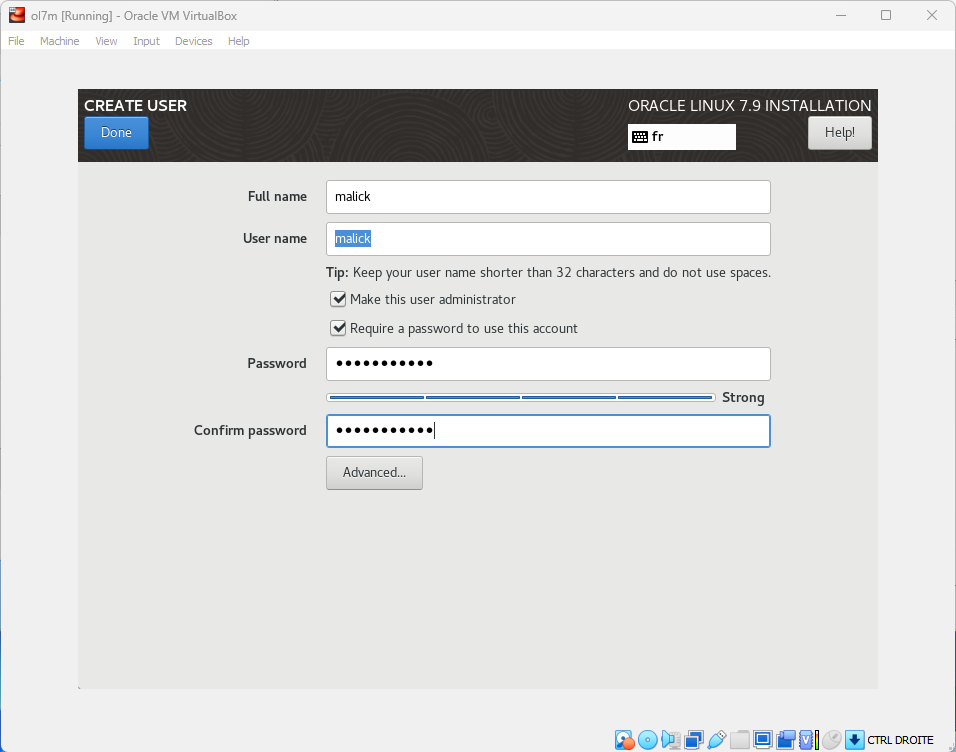 ol7m [Running] - Oracle VM VirtualBox
File Machine View Input Devices Help
CREATE USER
ORACLE LINUX 7.9 INSTALLATION
Done
fr
Help!
Full name
malick
User name
malick
Tip: Keep your user name shorter than 32 characters and do not use spaces.
Make this user administrator
Require a password to use this account
Password
•••••••••••
Strong
Confirm password
•••••••••••
Advanced...
CTRL DROITE